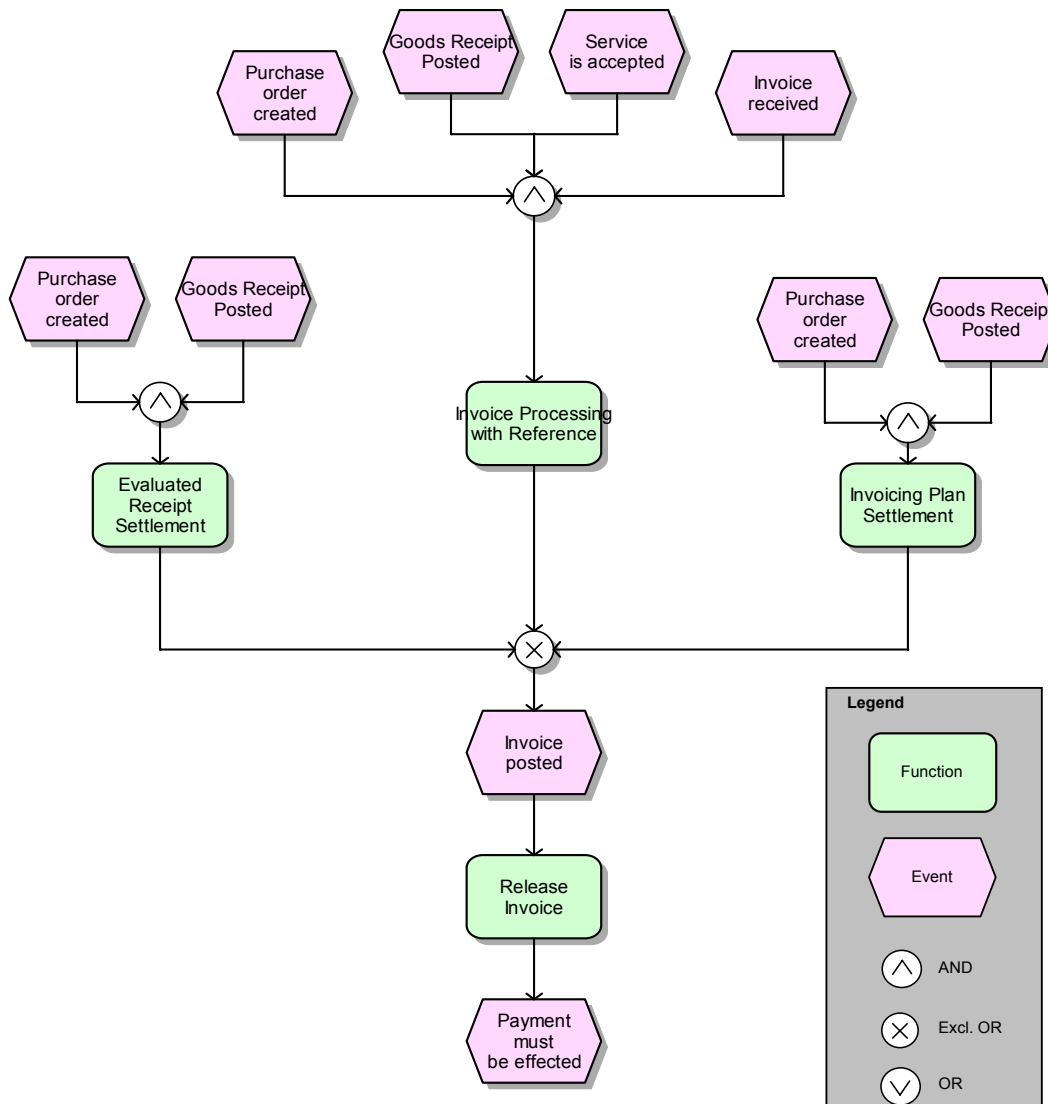 Goods Receipt
Posted
Service
is accepted
Purchase
order
created
Invoice
received
Purchase
order
created
Goods Receipt
Posted
Purchase
order
created
Goods Receipt
Posted
Invoice Processing
with Reference
Evaluated
Receipt
Settlement
Invoicing Plan
Settlement
Invoice
posted
Release
Invoice
Payment
must
be effected
Legend
Function
Event
AND
Excl. OR
OR